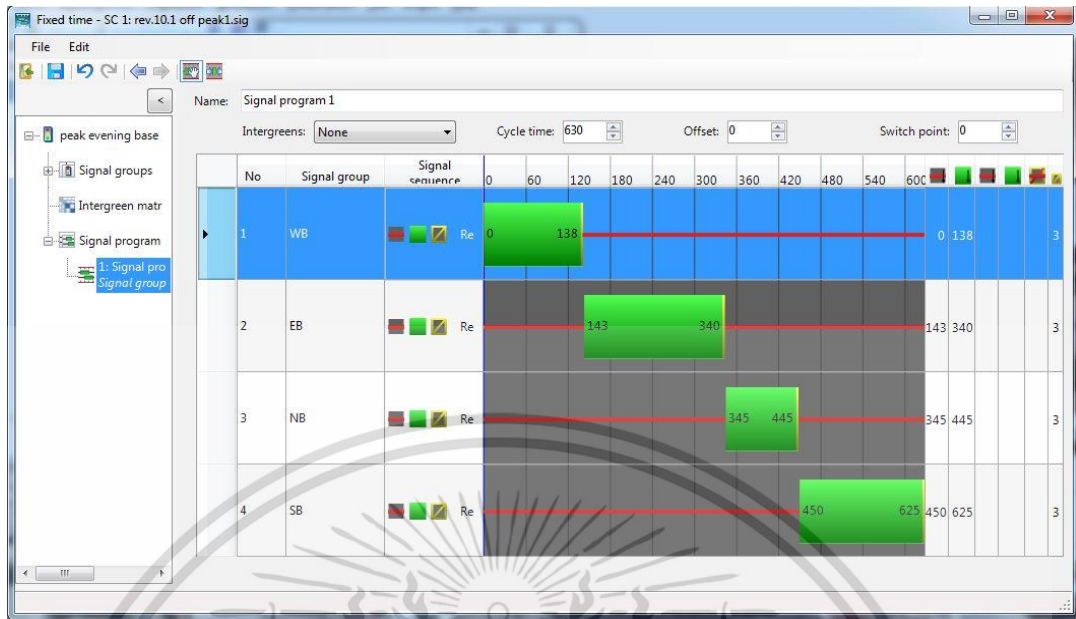 Fixed time - SC 1: rev.10.1 off peak1.sig
File Edit
< Name: Signal program 1
Intergreens: None Cycle time: 630 Offset: 0 Switch point: 0
peak evening base
Signal groups
Intergreen matr
Signal program
1: Signal pro
Signal group
No Signal group Signal sequence 0 60 120 180 240 300 360 420 480 540 600
1 WB Re 0 138 0 138 3
2 EB Re 143 340 143 340 3
3 NB Re 345 445 345 445 3
4 SB Re 450 625 450 625 3